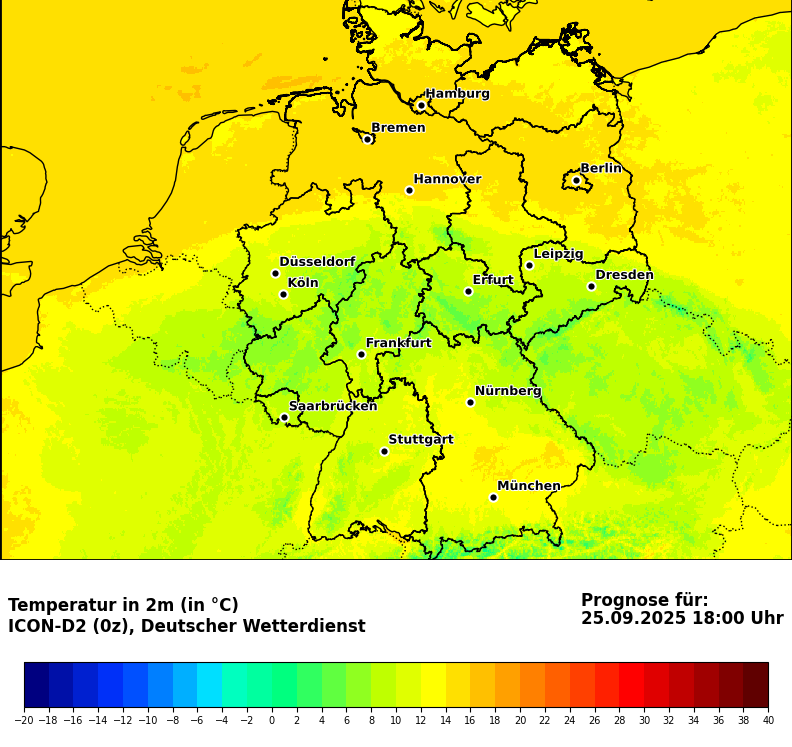 Hamburg
Bremen
Berlin
Hannover
Leipzig
Düsseldorf
Dresden
Erfurt
Köln
Frankfurt
Nürnberg
Saarbrücken
Stuttgart
München
Temperatur in 2m (in °C)
ICON-D2 (0z), Deutscher Wetterdienst
Prognose für:
25.09.2025 18:00 Uhr
−20 −18 −16 −14 −12 −10 −8 −6 −4 −2 0 2 4 6 8 10 12 14 16 18 20 22 24 26 28 30 32 34 36 38 40